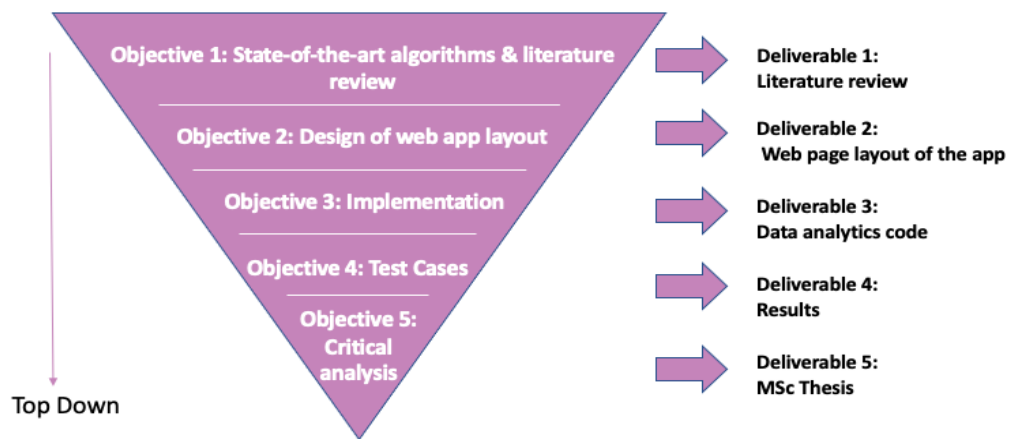 Objective 1: State-of-the-art algorithms & literature
review
Objective 2: Design of web app layout
Objective 3: Implementation
Objective 4: Test Cases
Objective 5:
Critical
analysis
Top Down
Deliverable 1:
Literature review
Deliverable 2:
Web page layout of the app
Deliverable 3:
Data analytics code
Deliverable 4:
Results
Deliverable 5:
MSc Thesis